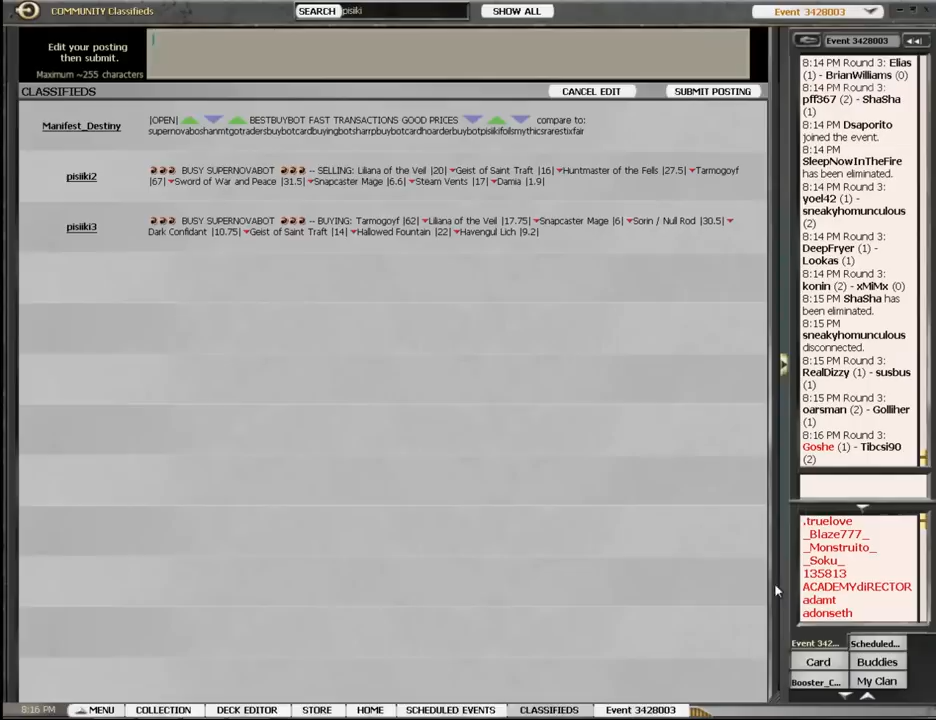 COMMUNITY Classifieds
SEARCH pisiiki
SHOW ALL
Event 3428003
Edit your posting
then submit.
Maximum ~255 characters
CLASSIFIEDS
CANCEL EDIT
SUBMIT POSTING
Manifest_Destiny
|OPEN| BESTBUYBOT FAST TRANSACTIONS GOOD PRICES compare to:
supernovaboshanmtgotradersbuybotcardbuyingbotsharrpbuybotcardhoarderbuybotpisiikifoilsmythicsrarestixfair
pisiiki2
BUSY SUPERNOVABOT -- SELLING: Liliana of the Veil |20| Geist of Saint Traft |16| Huntmaster of the Fells |27.5| Tarmogoyf
|67| Sword of War and Peace |31.5| Snapcaster Mage |6.6| Steam Vents |17| Damia |1.9|
pisiiki3
BUSY SUPERNOVABOT -- BUYING: Tarmogoyf |62| Liliana of the Veil |17.75| Snapcaster Mage |6| Sorin / Null Rod |30.5|
Dark Confidant |10.75| Geist of Saint Traft |14| Hallowed Fountain |22| Havengul Lich |9.2|
Event 3428003
8:14 PM Round 3: Elias
(1) - BrianWilliams (0)
8:14 PM Round 3:
pff367 (2) - ShaSha
(1)
8:14 PM Dsaporito
joined the event.
8:14 PM
SleepNowInTheFire
has been eliminated.
8:14 PM Round 3:
yoel42 (1) -
sneakyhomunculous
(2)
8:14 PM Round 3:
DeepFryer (1) -
Lookas (1)
8:14 PM Round 3:
konin (2) - xMiMx (0)
8:15 PM ShaSha has
been eliminated.
8:15 PM
sneakyhomunculous
disconnected.
8:15 PM Round 3:
RealDizzy (1) - susbus
(1)
8:15 PM Round 3:
oarsman (2) - Golliher
(1)
8:16 PM Round 3:
Goshe (1) - Tibcsi90
(2)
.truelove
_Blaze777_
_Monstruito_
_Soku_
135813
ACADEMYdiRECTOR
adamt
adonseth
Event 342... Scheduled...
Card Buddies
Booster_C... My Clan
8:16 PM MENU COLLECTION DECK EDITOR STORE HOME SCHEDULED EVENTS CLASSIFIEDS Event 3428003